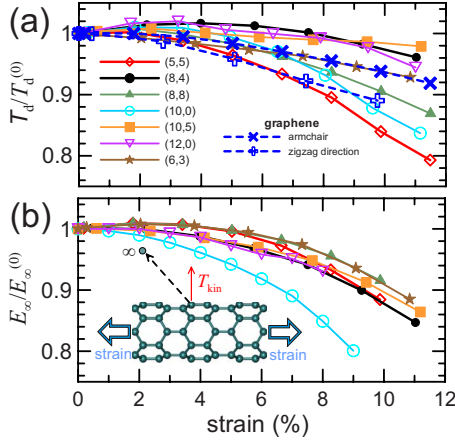 (a)
T_d/T_d^(0)
1
0.9
0.8
(5,5)
(8,4)
(8,8)
(10,0)
(10,5)
(12,0)
(6,3)
graphene
armchair
zigzag direction
(b)
E_∞/E_∞^(0)
1
0.9
0.8
∞
T_kin
strain
strain
0
2
4
6
8
10
12
strain (%)